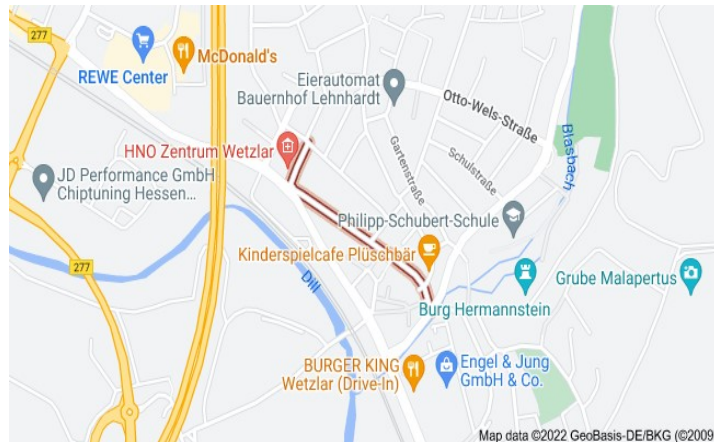 277
REWE Center
McDonald's
Eierautomat
Bauernhof Lehnhardt
Otto-Wels-Straße
Blasbach
HNO Zentrum Wetzlar
Gartenstraße
Schulstraße
JD Performance GmbH
Chiptuning Hessen...
Philipp-Schubert-Schule
Kinderspielcafe Plüschbär
277
Dill
Grube Malapertus
Burg Hermannstein
BURGER KING
Wetzlar (Drive-In)
Engel & Jung
GmbH & Co.
Map data ©2022 GeoBasis-DE/BKG (©2009